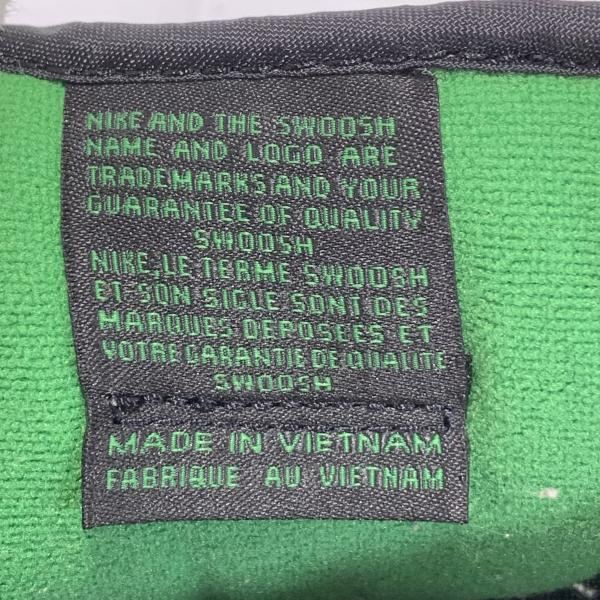 NIKE AND THE SWOOSH
NAME AND LOGO ARE
TRADEMARKS AND YOUR
GUARANTEE OF QUALITY
SWOOSH
NIKE, LE TERME SWOOSH
ET SON SIGLE SONT DES
MARQUES DEPOSEES ET
VOTRE GARANTIE DE QUALITE
SWOOSH
MADE IN VIETNAM
FABRIQUE AU VIETNAM